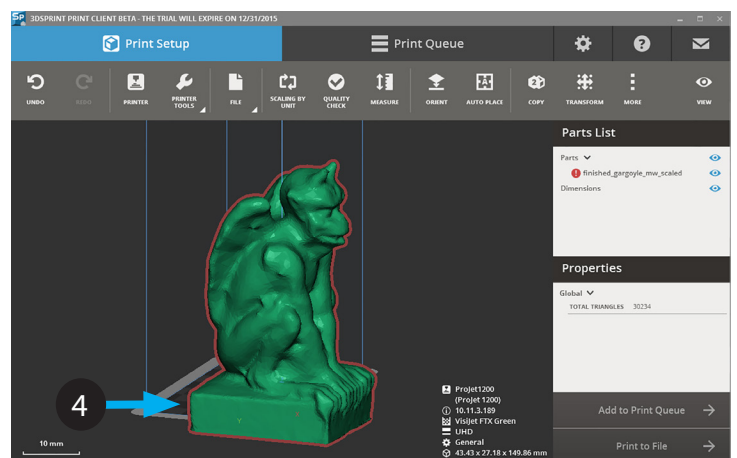 SP 3DSPRINT PRINT CLIENT BETA - THE TRIAL WILL EXPIRE ON 12/31/2015
Print Setup
Print Queue
UNDO
REDO
PRINTER
PRINTER TOOLS
FILE
SCALING BY UNIT
QUALITY CHECK
MEASURE
ORIENT
AUTO PLACE
COPY
TRANSFORM
MORE
VIEW
Parts List
Parts
finished_gargoyle_mw_scaled
Dimensions
Properties
Global
TOTAL TRIANGLES 30234
4
Y
10 mm
Projet1200
(Projet 1200)
10.11.3.189
VisiJet FTX Green
UHD
General
43.43 x 27.18 x 149.86 mm
Add to Print Queue
Print to File